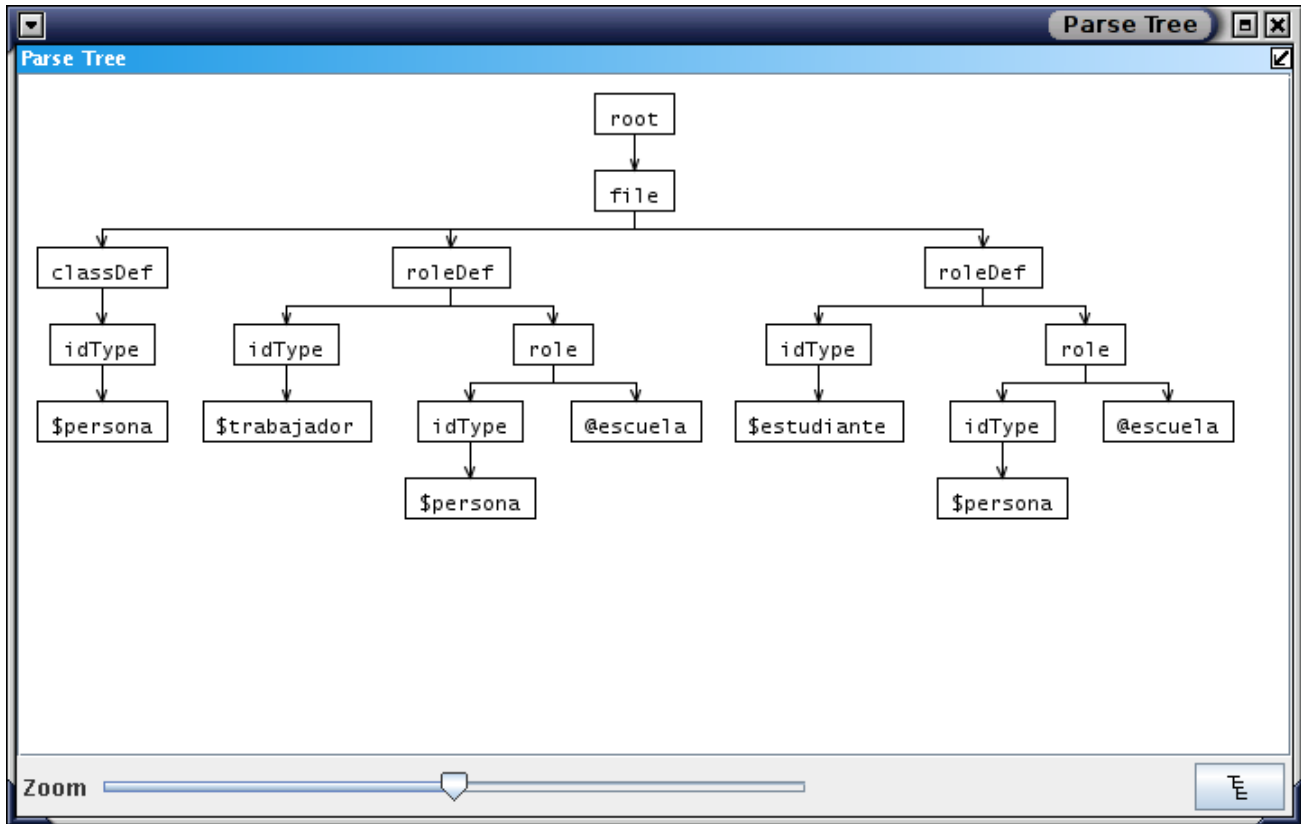 Parse Tree
Parse Tree
root
file
classDef roleDef roleDef
idType idType role idType role
$persona $trabajador idType @escuela $estudiante idType @escuela
$persona $persona
Zoom